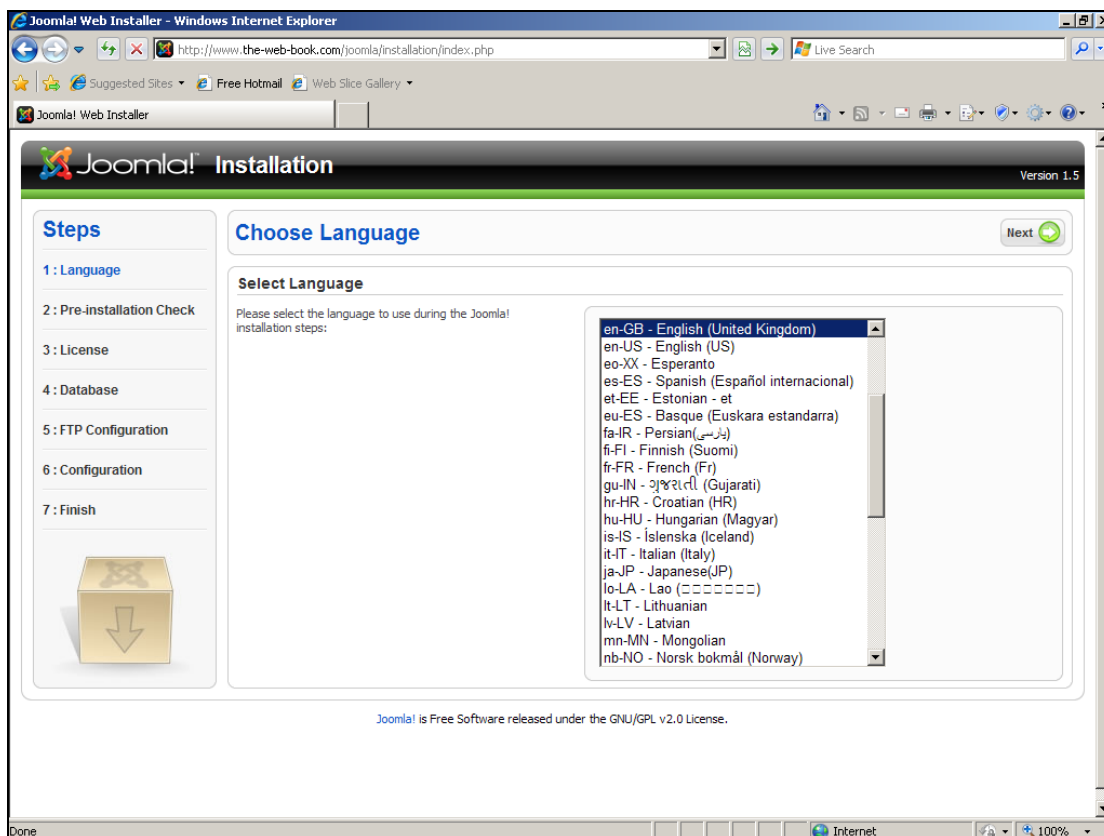 Joomla! Web Installer - Windows Internet Explorer
http://www.the-web-book.com/joomla/installation/index.php
Live Search
Suggested Sites
Free Hotmail
Web Slice Gallery
Joomla! Web Installer
Joomla!™ Installation
Version 1.5
Steps
1 : Language
2 : Pre-installation Check
3 : License
4 : Database
5 : FTP Configuration
6 : Configuration
7 : Finish
Choose Language
Next
Select Language
Please select the language to use during the Joomla!
installation steps:
en-GB - English (United Kingdom)
en-US - English (US)
eo-XX - Esperanto
es-ES - Spanish (Español internacional)
et-EE - Estonian - et
eu-ES - Basque (Euskara estandarra)
fa-IR - Persian(پارسی)
fi-FI - Finnish (Suomi)
fr-FR - French (Fr)
gu-IN - ગુજરાતી (Gujarati)
hr-HR - Croatian (HR)
hu-HU - Hungarian (Magyar)
is-IS - Íslenska (Iceland)
it-IT - Italian (Italy)
ja-JP - Japanese(JP)
lo-LA - Lao (□□□□□□□)
lt-LT - Lithuanian
lv-LV - Latvian
mn-MN - Mongolian
nb-NO - Norsk bokmål (Norway)
Joomla! is Free Software released under the GNU/GPL v2.0 License.
Done
Internet
100%